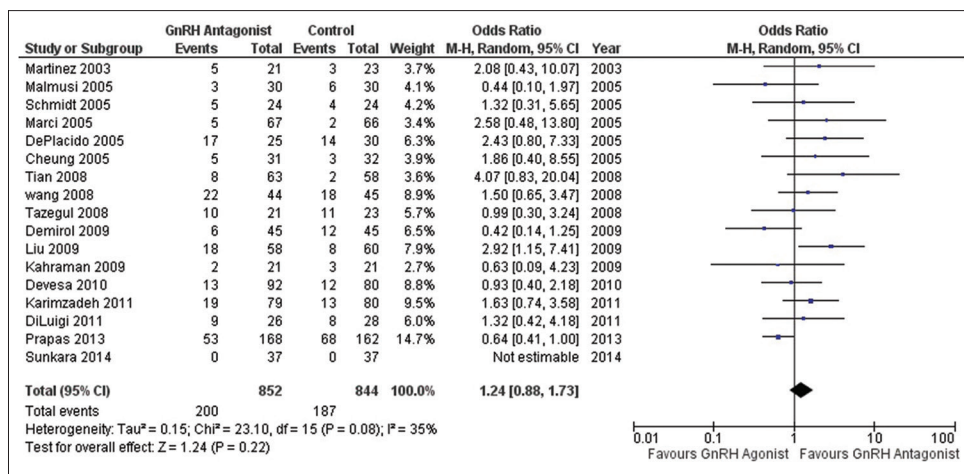 GnRH Antagonist Control Odds Ratio Odds Ratio
Study or Subgroup Events Total Events Total Weight M-H, Random, 95% CI Year M-H, Random, 95% CI
Martinez 2003 5 21 3 23 3.7% 2.08 [0.43, 10.07] 2003
Malmusi 2005 3 30 6 30 4.1% 0.44 [0.10, 1.97] 2005
Schmidt 2005 5 24 4 24 4.2% 1.32 [0.31, 5.65] 2005
Marci 2005 5 67 2 66 3.4% 2.58 [0.48, 13.80] 2005
DePlacido 2005 17 25 14 30 6.3% 2.43 [0.80, 7.33] 2005
Cheung 2005 5 31 3 32 3.9% 1.86 [0.40, 8.55] 2005
Tian 2008 8 63 2 58 3.6% 4.07 [0.83, 20.04] 2008
wang 2008 22 44 18 45 8.9% 1.50 [0.65, 3.47] 2008
Tazegul 2008 10 21 11 23 5.8% 0.99 [0.30, 3.24] 2008
Demirol 2009 6 45 12 45 6.5% 0.42 [0.14, 1.25] 2009
Liu 2009 18 58 8 60 7.9% 2.92 [1.15, 7.41] 2009
Kahraman 2009 2 21 3 21 2.7% 0.63 [0.09, 4.23] 2009
Devesa 2010 13 92 12 80 8.8% 0.93 [0.40, 2.18] 2010
Karimzadeh 2011 19 79 13 80 9.5% 1.63 [0.74, 3.58] 2011
DiLuigi 2011 9 26 8 28 6.0% 1.32 [0.42, 4.18] 2011
Prapas 2013 53 168 68 162 14.7% 0.64 [0.41, 1.00] 2013
Sunkara 2014 0 37 0 37 Not estimable 2014
Total (95% CI) 852 844 100.0% 1.24 [0.88, 1.73]
Total events 200 187
Heterogeneity: Tau² = 0.15; Chi² = 23.10, df = 15 (P = 0.08); I² = 35%
Test for overall effect: Z = 1.24 (P = 0.22)
0.01 0.1 1 10 100
Favours GnRH Agonist Favours GnRH Antagonist